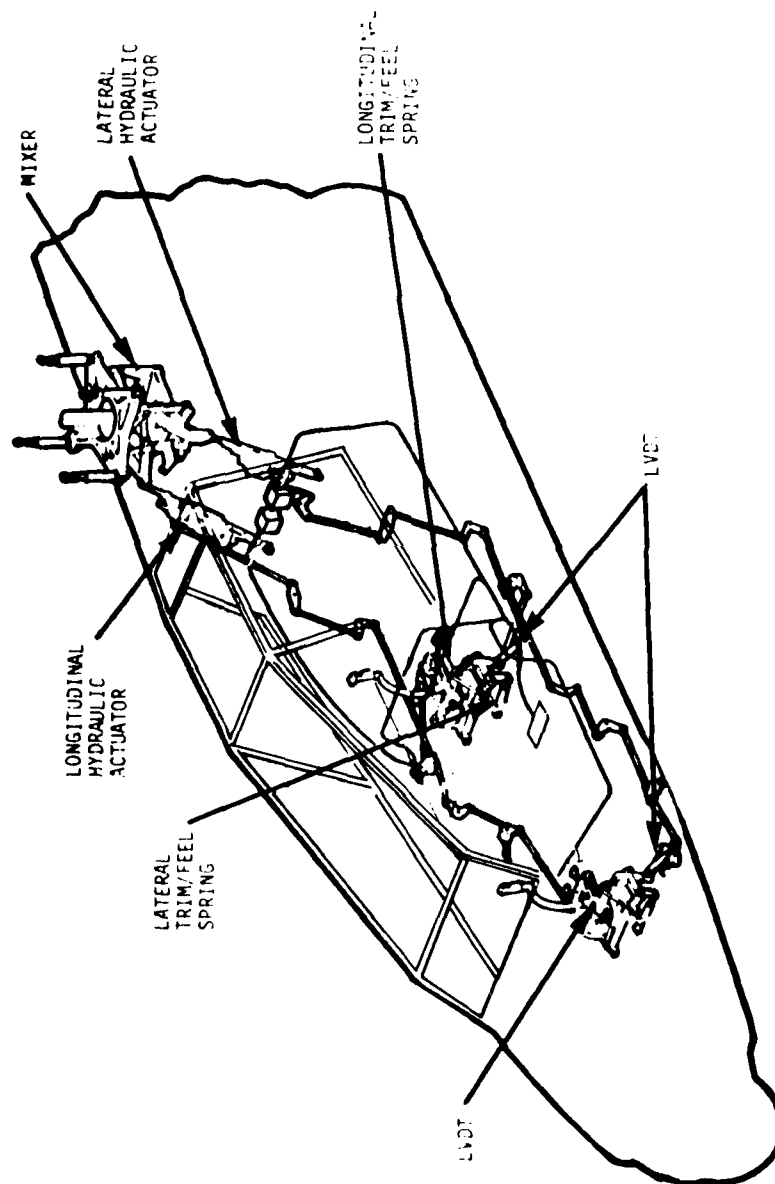 MIXER
LATERAL
HYDRAULIC
ACTUATOR
LONGITUDINAL
TRIM/FEEL
SPRING
LONGITUDINAL
HYDRAULIC
ACTUATOR
LATERAL
TRIM/FEEL
SPRING
LVDT
LVDT